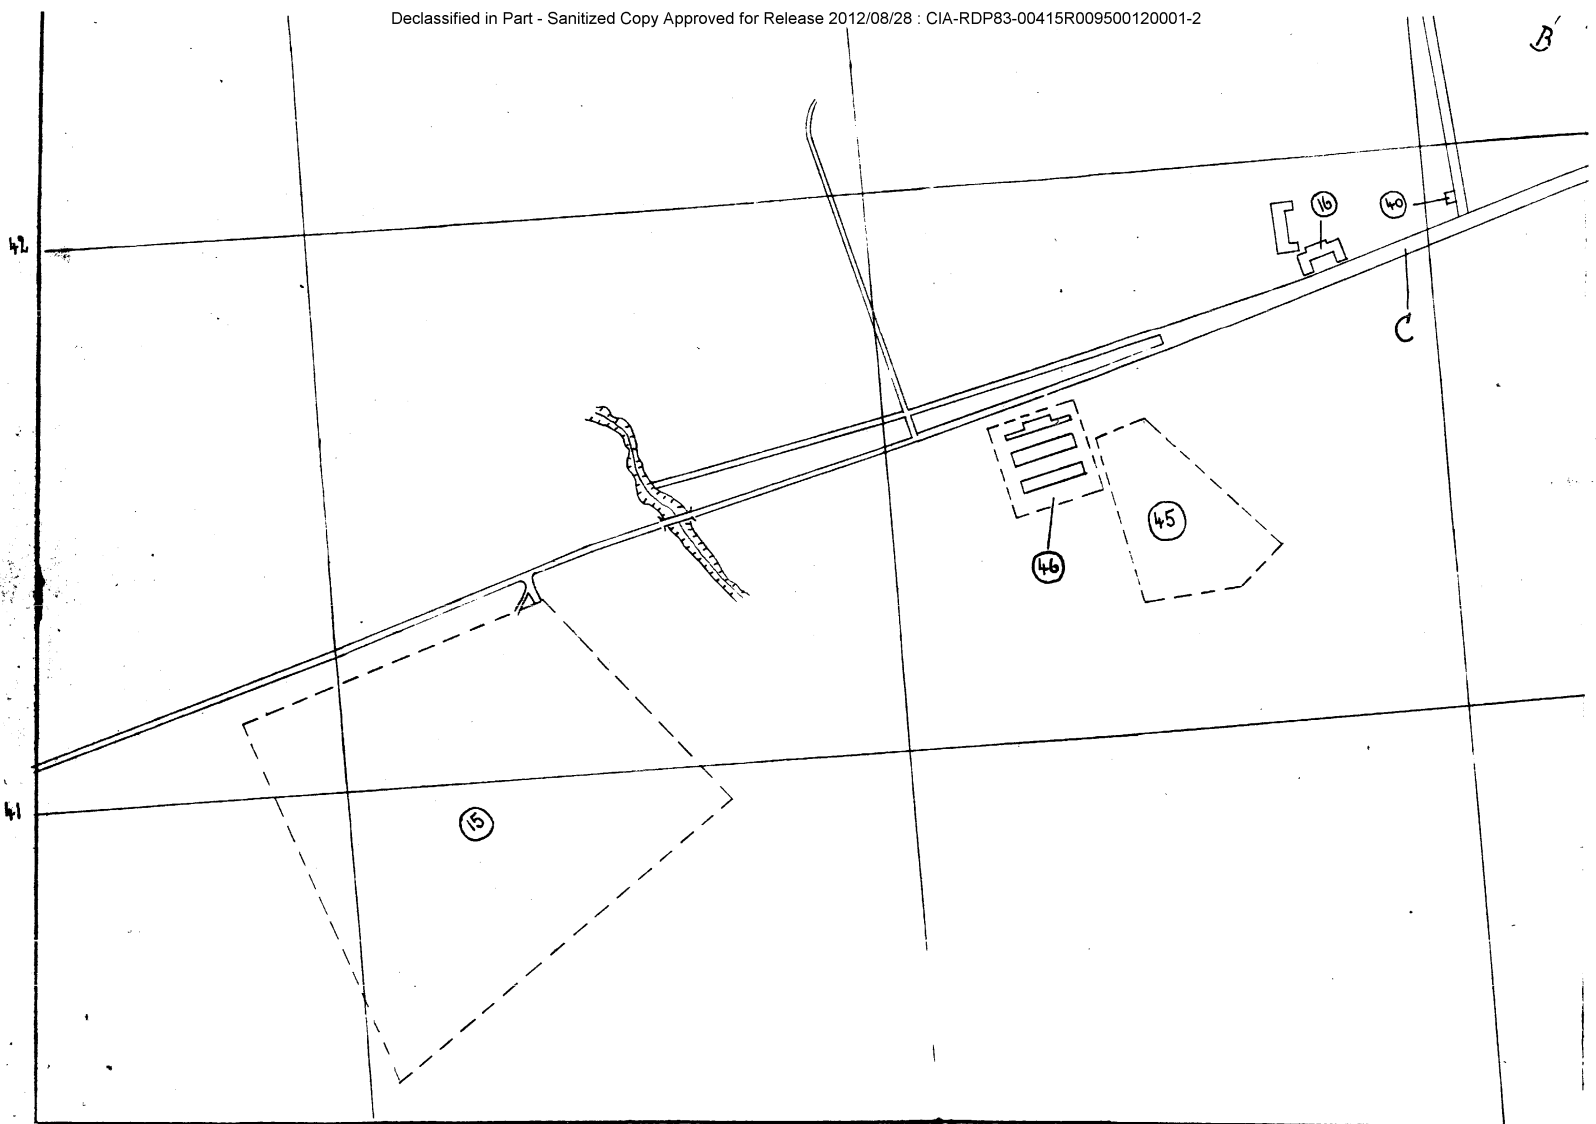 Declassified in Part - Sanitized Copy Approved for Release 2012/08/28 : CIA-RDP83-00415R009500120001-2
B'
42
16
40
C
45
46
41
15